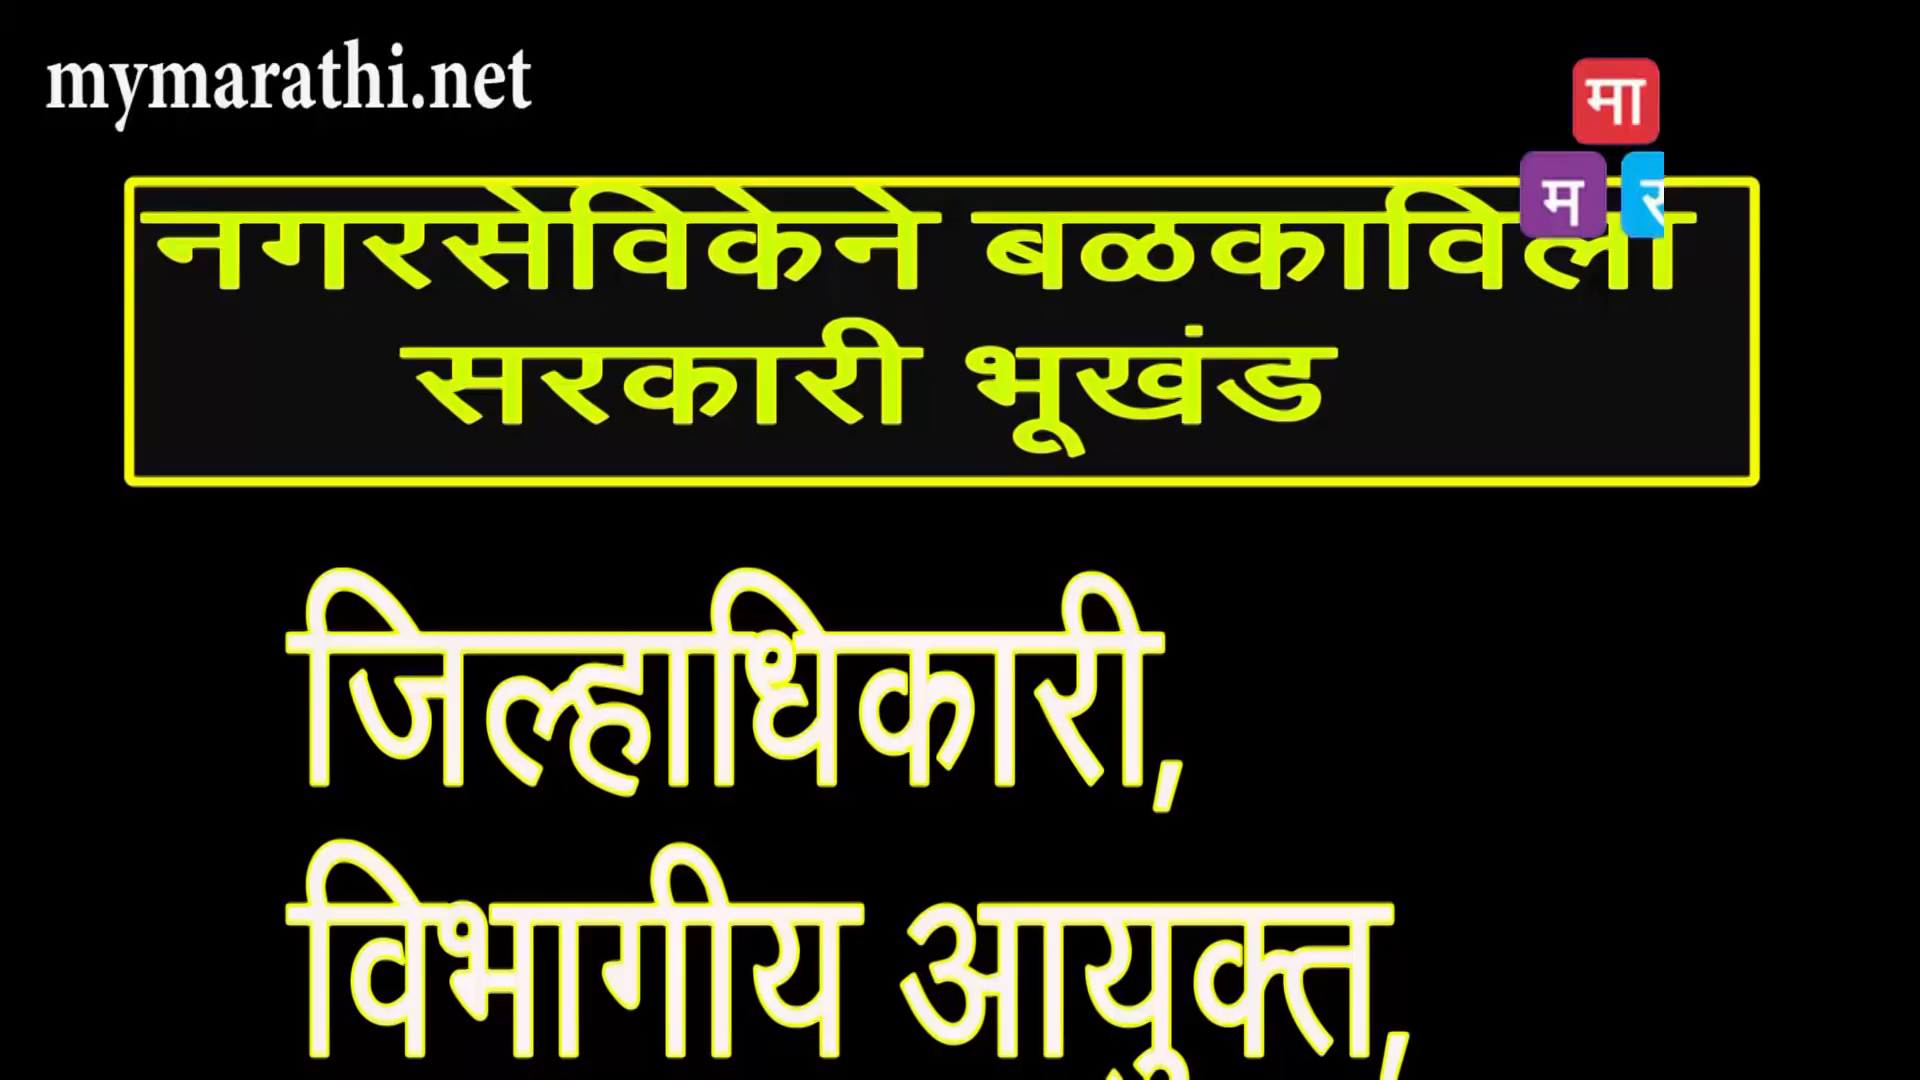 mymarathi.net
मा
म
नगरसेविकेने बळकाविला
सरकारी भूखंड
जिल्हाधिकारी,
विभागीय आयुक्त,